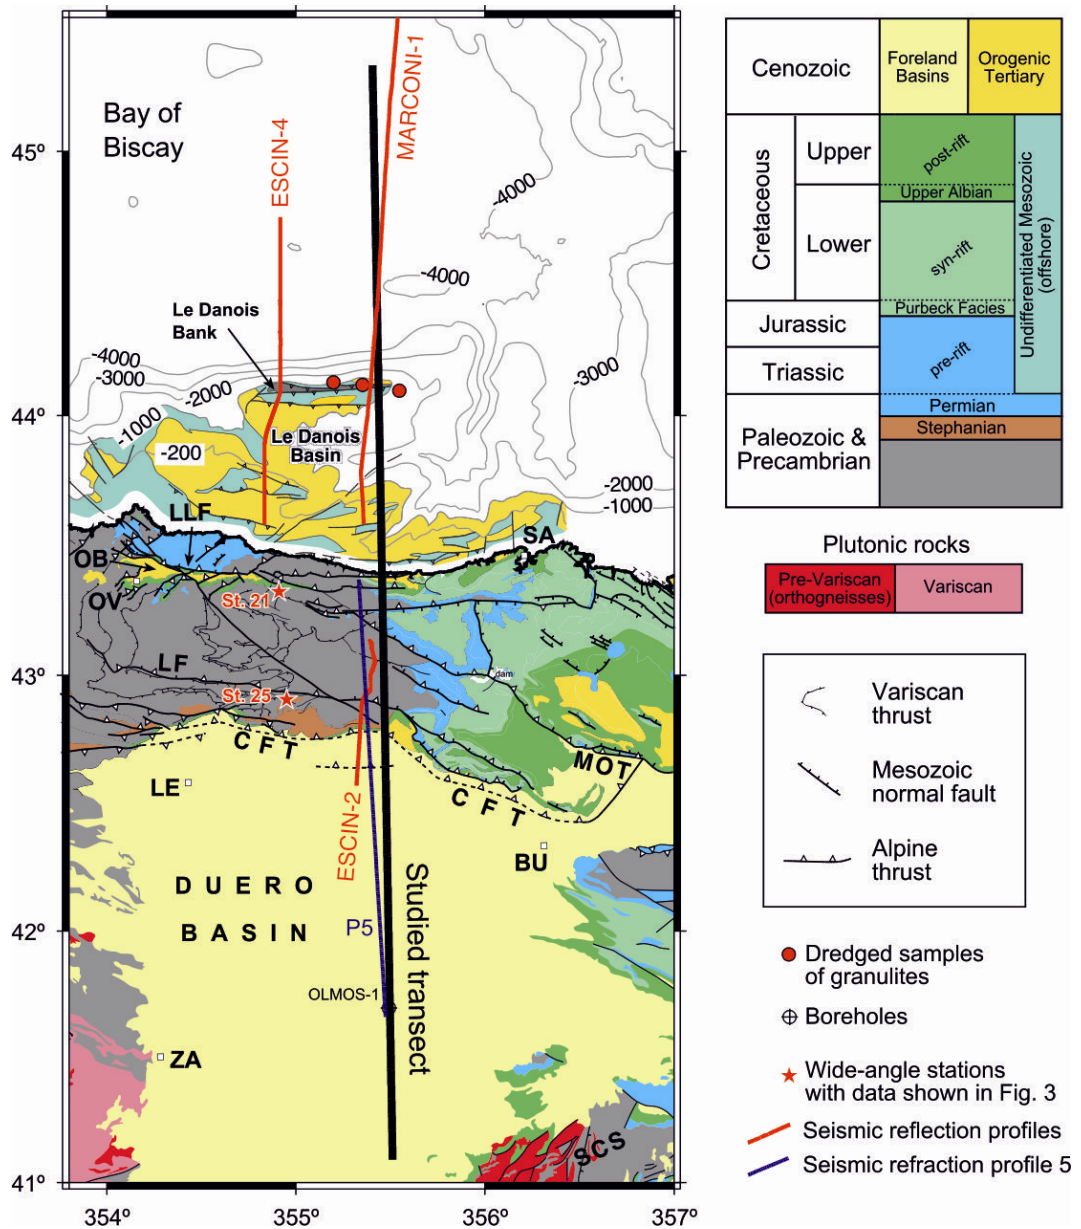 Bay of
Biscay
ESCIN-4
MARCONI-1
-4000
-4000
Le Danois
Bank
-4000
-3000
-2000
-1000
-200
-3000
Le Danois
Basin
-2000
-1000
LLF
SA
OB
OV
St. 21
LF
dam
St. 25
CFT
MOT
LE
CFT
ESCIN-2
BU
DUERO
BASIN
P5
Studied transect
OLMOS-1
ZA
SCS
45º
44º
43º
42º
41º
354º
355º
356º
357º
Cenozoic
Foreland
Basins
Orogenic
Tertiary
Cretaceous
Upper
post-rift
Upper Albian
Lower
syn-rift
Undifferentiated Mesozoic
(offshore)
Purbeck Facies
Jurassic
Triassic
pre-rift
Permian
Paleozoic &
Precambrian
Stephanian
Plutonic rocks
Pre-Variscan
(orthogneisses)
Variscan
Variscan
thrust
Mesozoic
normal fault
Alpine
thrust
Dredged samples
of granulites
Boreholes
Wide-angle stations
with data shown in Fig. 3
Seismic reflection profiles
Seismic refraction profile 5